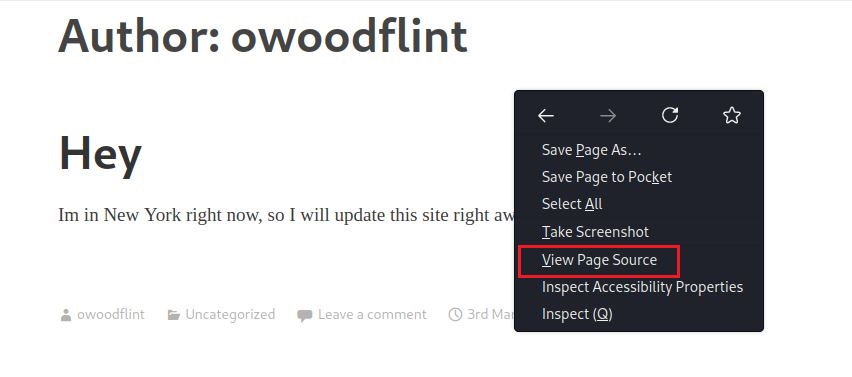 Author: owoodflint
Hey
Im in New York right now, so I will update this site right aw
owoodflint Uncategorized Leave a comment 3rd Mar
Save Page As…
Save Page to Pocket
Select All
Take Screenshot
View Page Source
Inspect Accessibility Properties
Inspect (Q)